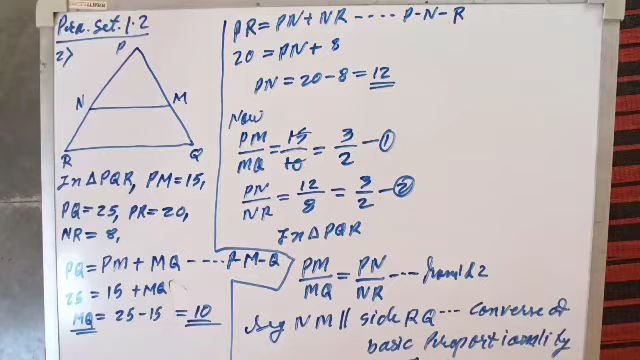 Pra. Set. 1.2
2)
P
N
M
R
Q
In △PQR, PM=15,
PQ=25, PR=20,
NR=8,
PQ=PM+MQ ----- P-M-Q
25 = 15 + MQ
MQ = 25-15 = 10
PR = PN + NR ---- P-N-R
20 = PN + 8
PN = 20-8 = 12
Now
PM/MQ = 15/10 = 3/2 —①
PN/NR = 12/8 = 3/2 —②
In △PQR
PM/MQ = PN/NR --- from 1 & 2
seg NM || side RQ --- converse of
basic proportionality